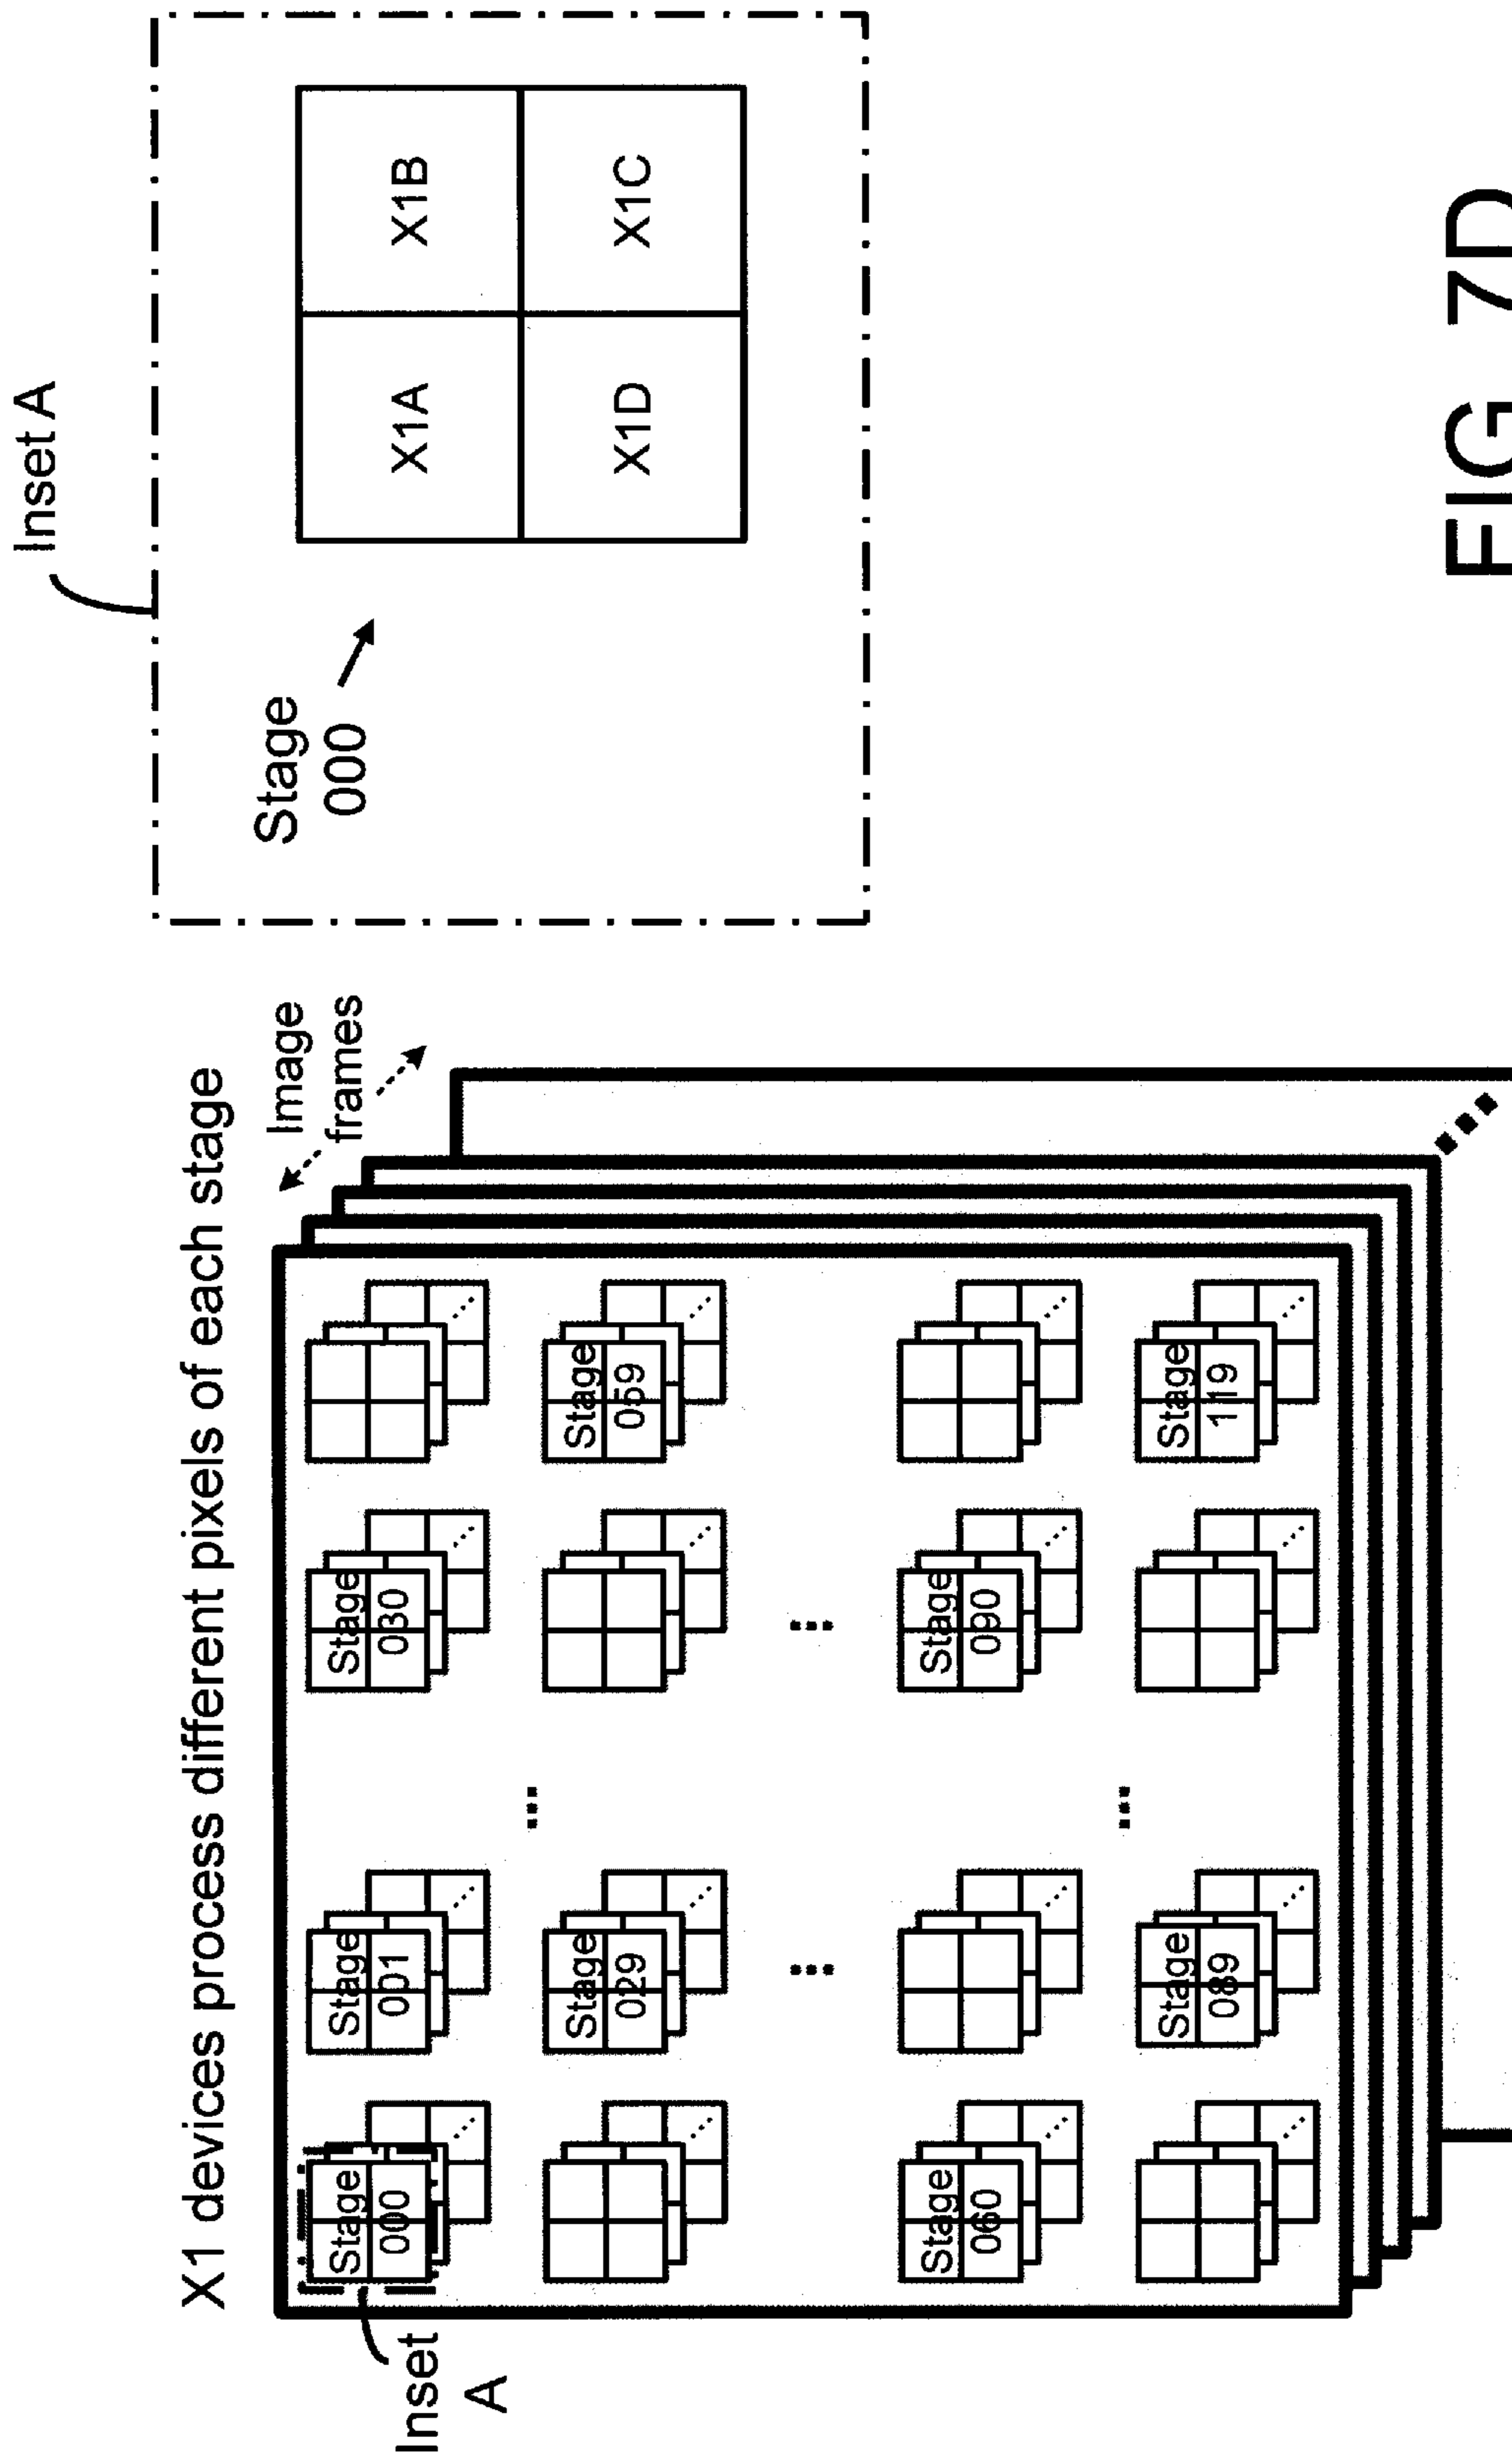 X1 devices process different pixels of each stage
Image
frames
Inset
A
Stage
000
Stage
001
Stage
030
Stage
029
Stage
059
Stage
060
Stage
090
Stage
089
Stage
119
Inset A
Stage
000
X1A
X1B
X1D
X1C
FIG 7D